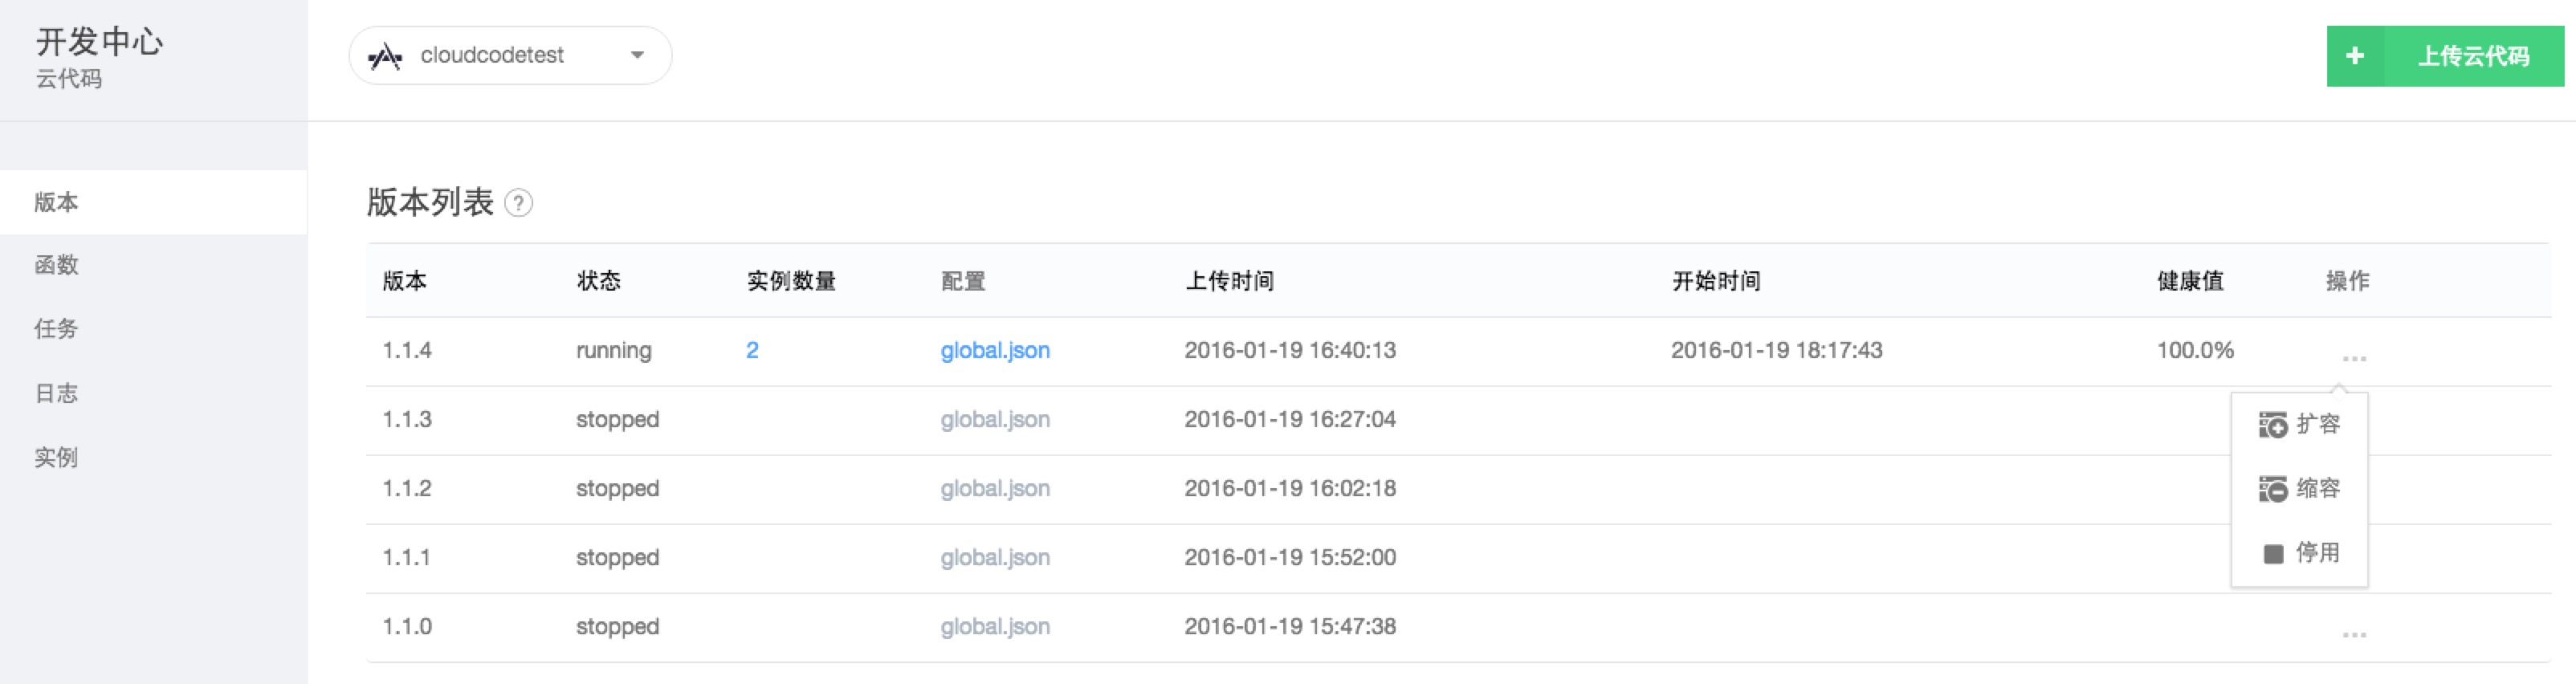 开发中心
云代码
cloudcodetest
+ 上传云代码
版本
函数
任务
日志
实例
版本列表 ?
版本 状态 实例数量 配置 上传时间 开始时间 健康值 操作
1.1.4 running 2 global.json 2016-01-19 16:40:13 2016-01-19 18:17:43 100.0% ...
1.1.3 stopped global.json 2016-01-19 16:27:04
1.1.2 stopped global.json 2016-01-19 16:02:18
1.1.1 stopped global.json 2016-01-19 15:52:00
1.1.0 stopped global.json 2016-01-19 15:47:38 ...
扩容
缩容
停用